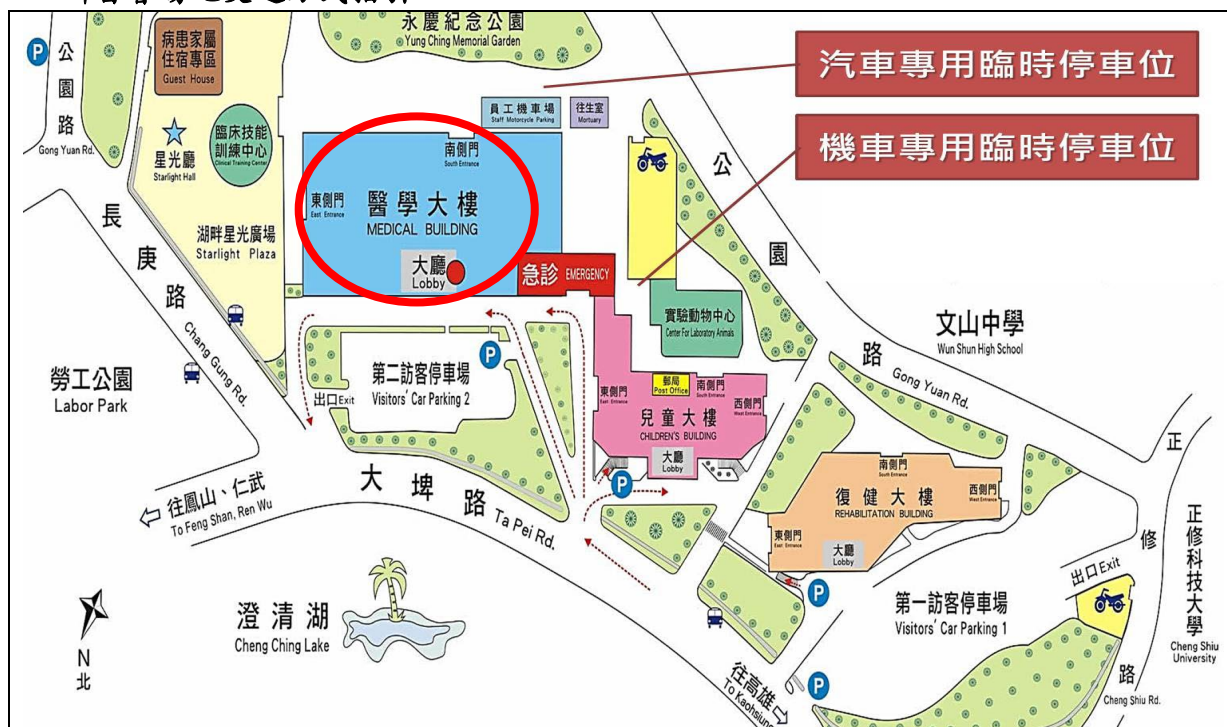 永慶紀念公園
Yung Ching Memorial Garden
汽車專用臨時停車位
機車專用臨時停車位
P
公園路
Gong Yuan Rd.
病患家屬
住宿專區
Guest House
星光廳
Starlight Hall
臨床技能
訓練中心
Clinical Training Center
湖畔星光廣場
Starlight Plaza
員工機車場
Staff Motorcycle Parking
往生室
Mortuary
南側門
South Entrance
東側門
East Entrance
醫學大樓
MEDICAL BUILDING
大廳
Lobby
急診 EMERGENCY
實驗動物中心
Center For Laboratory Animals
公園路
Gong Yuan Rd.
文山中學
Wun Shun High School
長庚路
Chang Gung Rd.
勞工公園
Labor Park
第二訪客停車場
Visitors' Car Parking 2
P
出口Exit
東側門
East Entrance
郵局
Post Office
南側門
South Entrance
西側門
West Entrance
兒童大樓
CHILDREN'S BUILDING
大廳
Lobby
P
南側門
South Entrance
西側門
West Entrance
復健大樓
REHABILITATION BUILDING
東側門
East Entrance
大廳
Lobby
P
往鳳山、仁武
To Feng Shan, Ren Wu
大埤路 Ta Pei Rd.
澄清湖
Cheng Ching Lake
N
北
第一訪客停車場
Visitors' Car Parking 1
出口Exit
往高雄
To Kaohsiung
P
正修路
Cheng Shiu Rd.
正修科技大學
Cheng Shiu
University